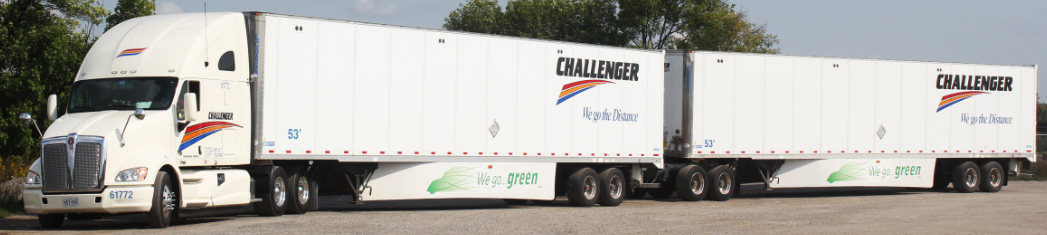 CHALLENGER
61772
53'
CHALLENGER
We go the Distance
We go...green
53'
CHALLENGER
We go the Distance
We go...green